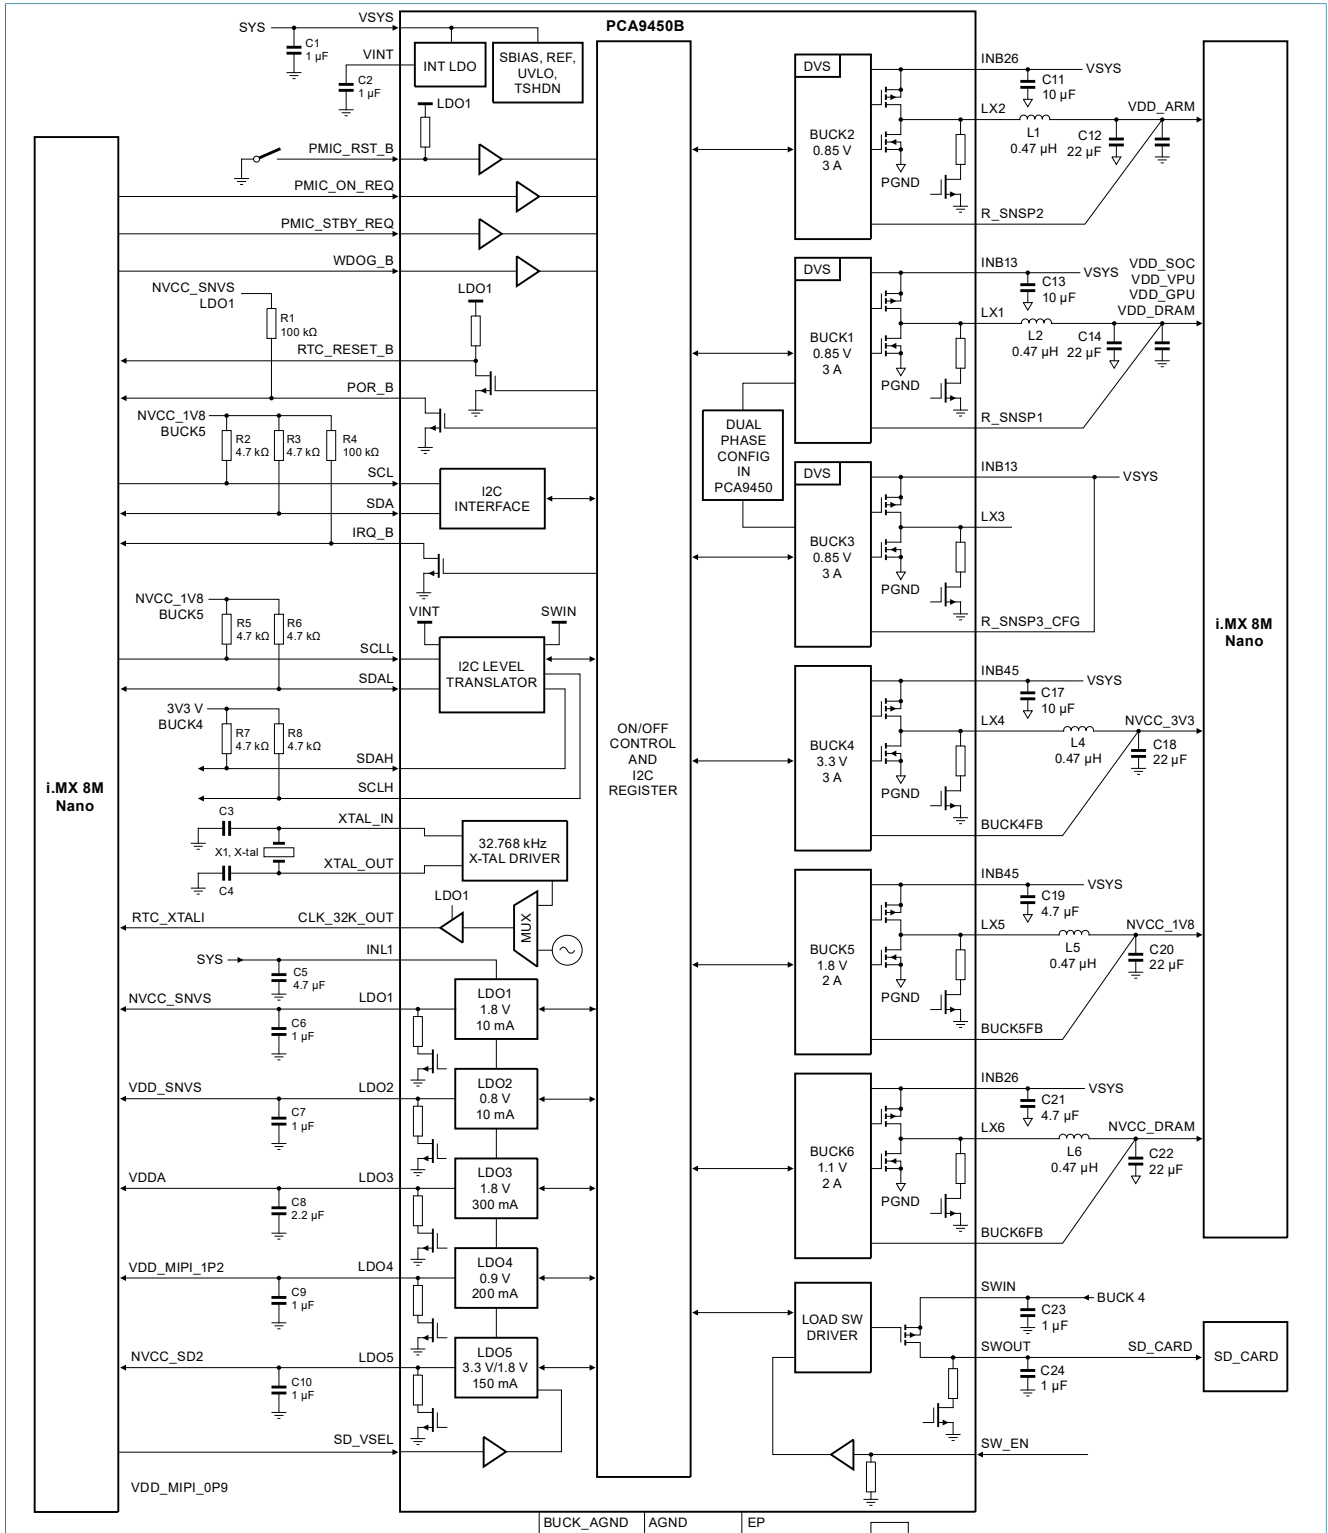 PCA9450B
SYS
VSYS
C1
1 µF
VINT
C2
1 µF
INT LDO
SBIAS, REF,
UVLO,
TSHDN
LDO1
PMIC_RST_B
PMIC_ON_REQ
PMIC_STBY_REQ
WDOG_B
NVCC_SNVS
LDO1
R1
100 kΩ
LDO1
RTC_RESET_B
POR_B
NVCC_1V8
BUCK5
R2
4.7 kΩ
R3
4.7 kΩ
R4
100 kΩ
SCL
SDA
I2C
INTERFACE
IRQ_B
NVCC_1V8
BUCK5
R5
4.7 kΩ
R6
4.7 kΩ
VINT
SWIN
SCLL
SDAL
I2C LEVEL
TRANSLATOR
3V3 V
BUCK4
R7
4.7 kΩ
R8
4.7 kΩ
SDAH
SCLH
i.MX 8M
Nano
C3
X1, X-tal
C4
XTAL_IN
XTAL_OUT
32.768 kHz
X-TAL DRIVER
LDO1
MUX
RTC_XTALI
CLK_32K_OUT
SYS
INL1
C5
4.7 µF
NVCC_SNVS
LDO1
C6
1 µF
LDO1
1.8 V
10 mA
VDD_SNVS
LDO2
C7
1 µF
LDO2
0.8 V
10 mA
VDDA
LDO3
C8
2.2 µF
LDO3
1.8 V
300 mA
VDD_MIPI_1P2
LDO4
C9
1 µF
LDO4
0.9 V
200 mA
NVCC_SD2
LDO5
C10
1 µF
LDO5
3.3 V/1.8 V
150 mA
SD_VSEL
VDD_MIPI_0P9
ON/OFF
CONTROL
AND
I2C
REGISTER
DVS
BUCK2
0.85 V
3 A
PGND
INB26
VSYS
C11
10 µF
LX2
L1
0.47 µH
C12
22 µF
VDD_ARM
R_SNSP2
DVS
BUCK1
0.85 V
3 A
PGND
INB13
VSYS
C13
10 µF
LX1
L2
0.47 µH
C14
22 µF
VDD_SOC
VDD_VPU
VDD_GPU
VDD_DRAM
R_SNSP1
DUAL
PHASE
CONFIG
IN
PCA9450
DVS
BUCK3
0.85 V
3 A
PGND
INB13
VSYS
LX3
R_SNSP3_CFG
i.MX 8M
Nano
BUCK4
3.3 V
3 A
PGND
INB45
VSYS
C17
10 µF
LX4
L4
0.47 µH
NVCC_3V3
C18
22 µF
BUCK4FB
BUCK5
1.8 V
2 A
PGND
INB45
VSYS
C19
4.7 µF
LX5
L5
0.47 µH
NVCC_1V8
C20
22 µF
BUCK5FB
BUCK6
1.1 V
2 A
PGND
INB26
VSYS
C21
4.7 µF
LX6
L6
0.47 µH
NVCC_DRAM
C22
22 µF
BUCK6FB
LOAD SW
DRIVER
SWIN
BUCK 4
C23
1 µF
SWOUT
SD_CARD
C24
1 µF
SD_CARD
SW_EN
BUCK_AGND
AGND
EP